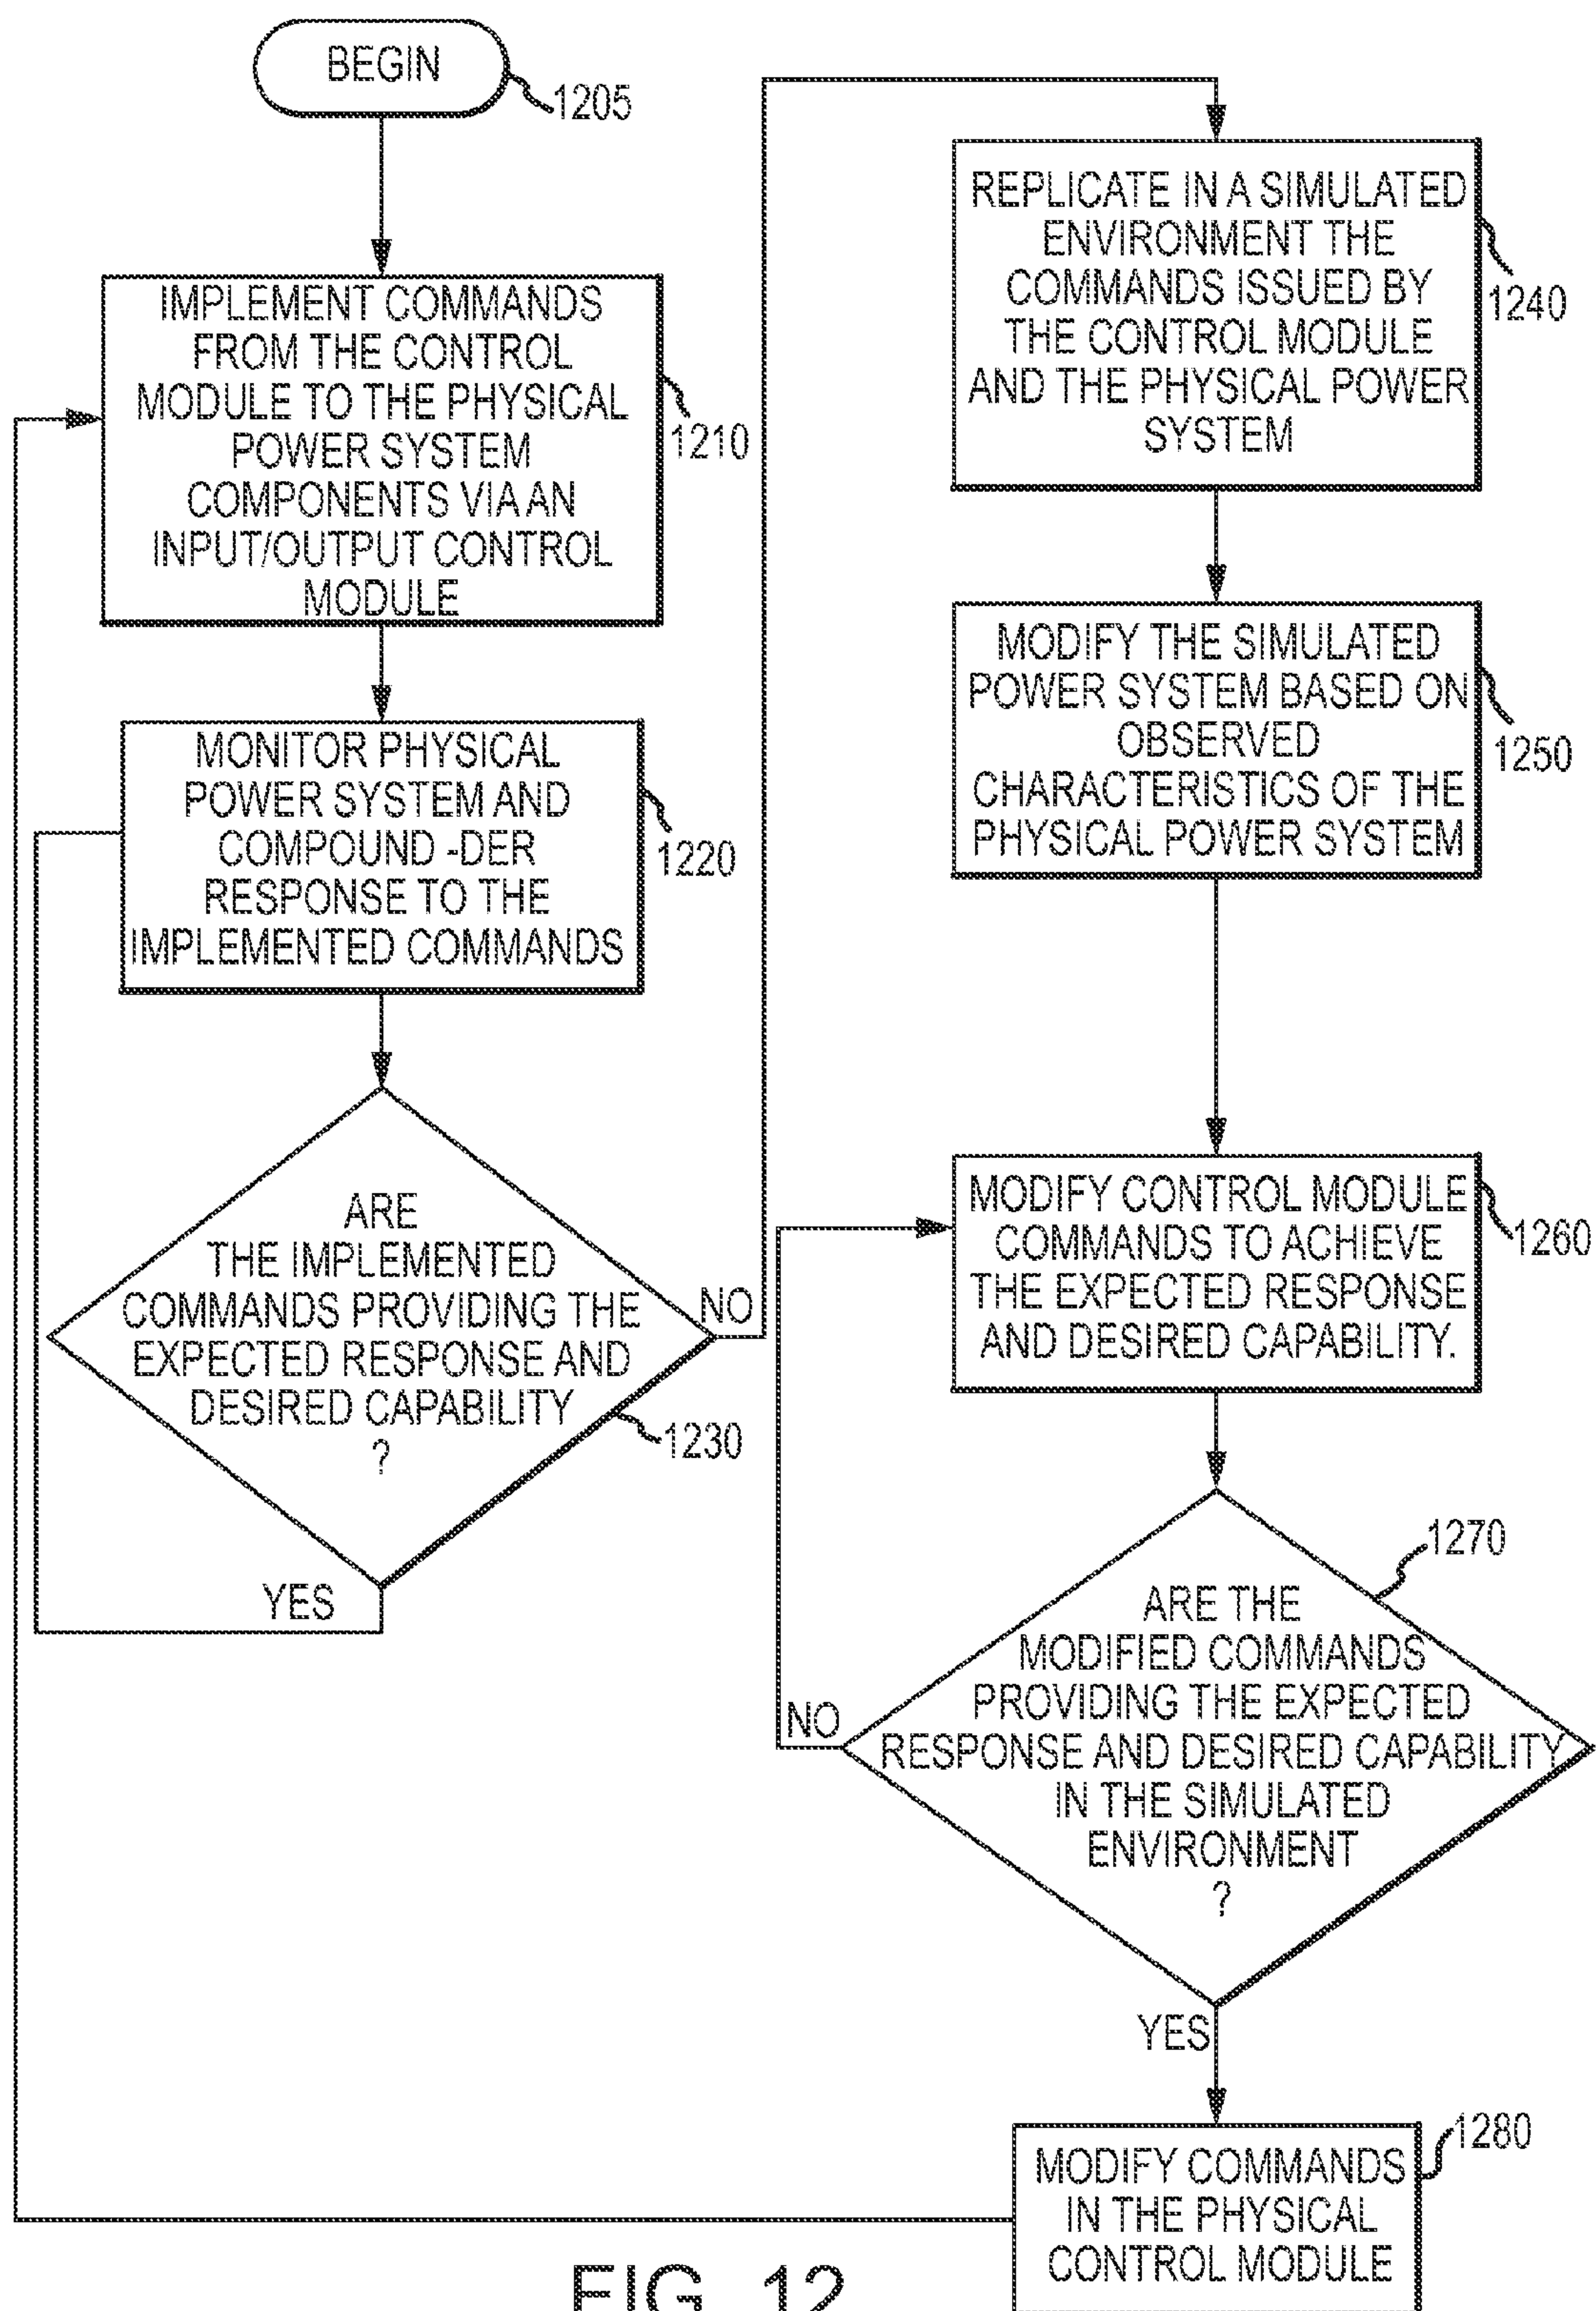 BEGIN
1205
IMPLEMENT COMMANDS
FROM THE CONTROL
MODULE TO THE PHYSICAL
POWER SYSTEM
COMPONENTS VIA AN
INPUT/OUTPUT CONTROL
MODULE
1210
MONITOR PHYSICAL
POWER SYSTEM AND
COMPOUND -DER
RESPONSE TO THE
IMPLEMENTED COMMANDS
1220
ARE
THE IMPLEMENTED
COMMANDS PROVIDING THE
EXPECTED RESPONSE AND
DESIRED CAPABILITY
?
1230
NO
YES
REPLICATE IN A SIMULATED
ENVIRONMENT THE
COMMANDS ISSUED BY
THE CONTROL MODULE
AND THE PHYSICAL POWER
SYSTEM
1240
MODIFY THE SIMULATED
POWER SYSTEM BASED ON
OBSERVED
CHARACTERISTICS OF THE
PHYSICAL POWER SYSTEM
1250
MODIFY CONTROL MODULE
COMMANDS TO ACHIEVE
THE EXPECTED RESPONSE
AND DESIRED CAPABILITY.
1260
1270
ARE THE
MODIFIED COMMANDS
PROVIDING THE EXPECTED
RESPONSE AND DESIRED CAPABILITY
IN THE SIMULATED
ENVIRONMENT
?
NO
YES
1280
MODIFY COMMANDS
IN THE PHYSICAL
CONTROL MODULE
FIG. 12